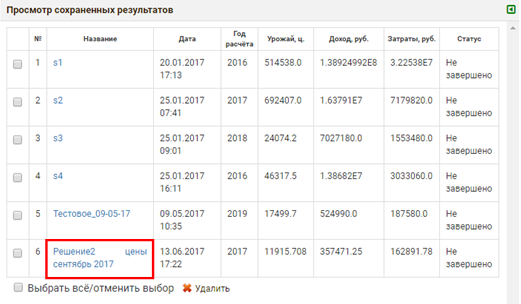 Просмотр сохраненных результатов
№ Название Дата Год расчёта Урожай, ц. Доход, руб. Затраты, руб. Статус
1 s1 20.01.2017 17:13 2016 514538.0 1.38924992E8 3.22538E7 Не завершено
2 s2 25.01.2017 07:41 2017 692407.0 1.63791E7 7179820.0 Не завершено
3 s3 25.01.2017 09:01 2018 24074.2 7027180.0 1553480.0 Не завершено
4 s4 25.01.2017 16:11 2016 46317.5 1.38682E7 3033060.0 Не завершено
5 Тестовое_09-05-17 09.05.2017 10:35 2019 17499.7 524990.0 187580.0 Не завершено
6 Решение2 цены сентябрь 2017 13.06.2017 17:22 2017 11915.708 357471.25 162891.78 Не завершено
Выбрать всё/отменить выбор Удалить